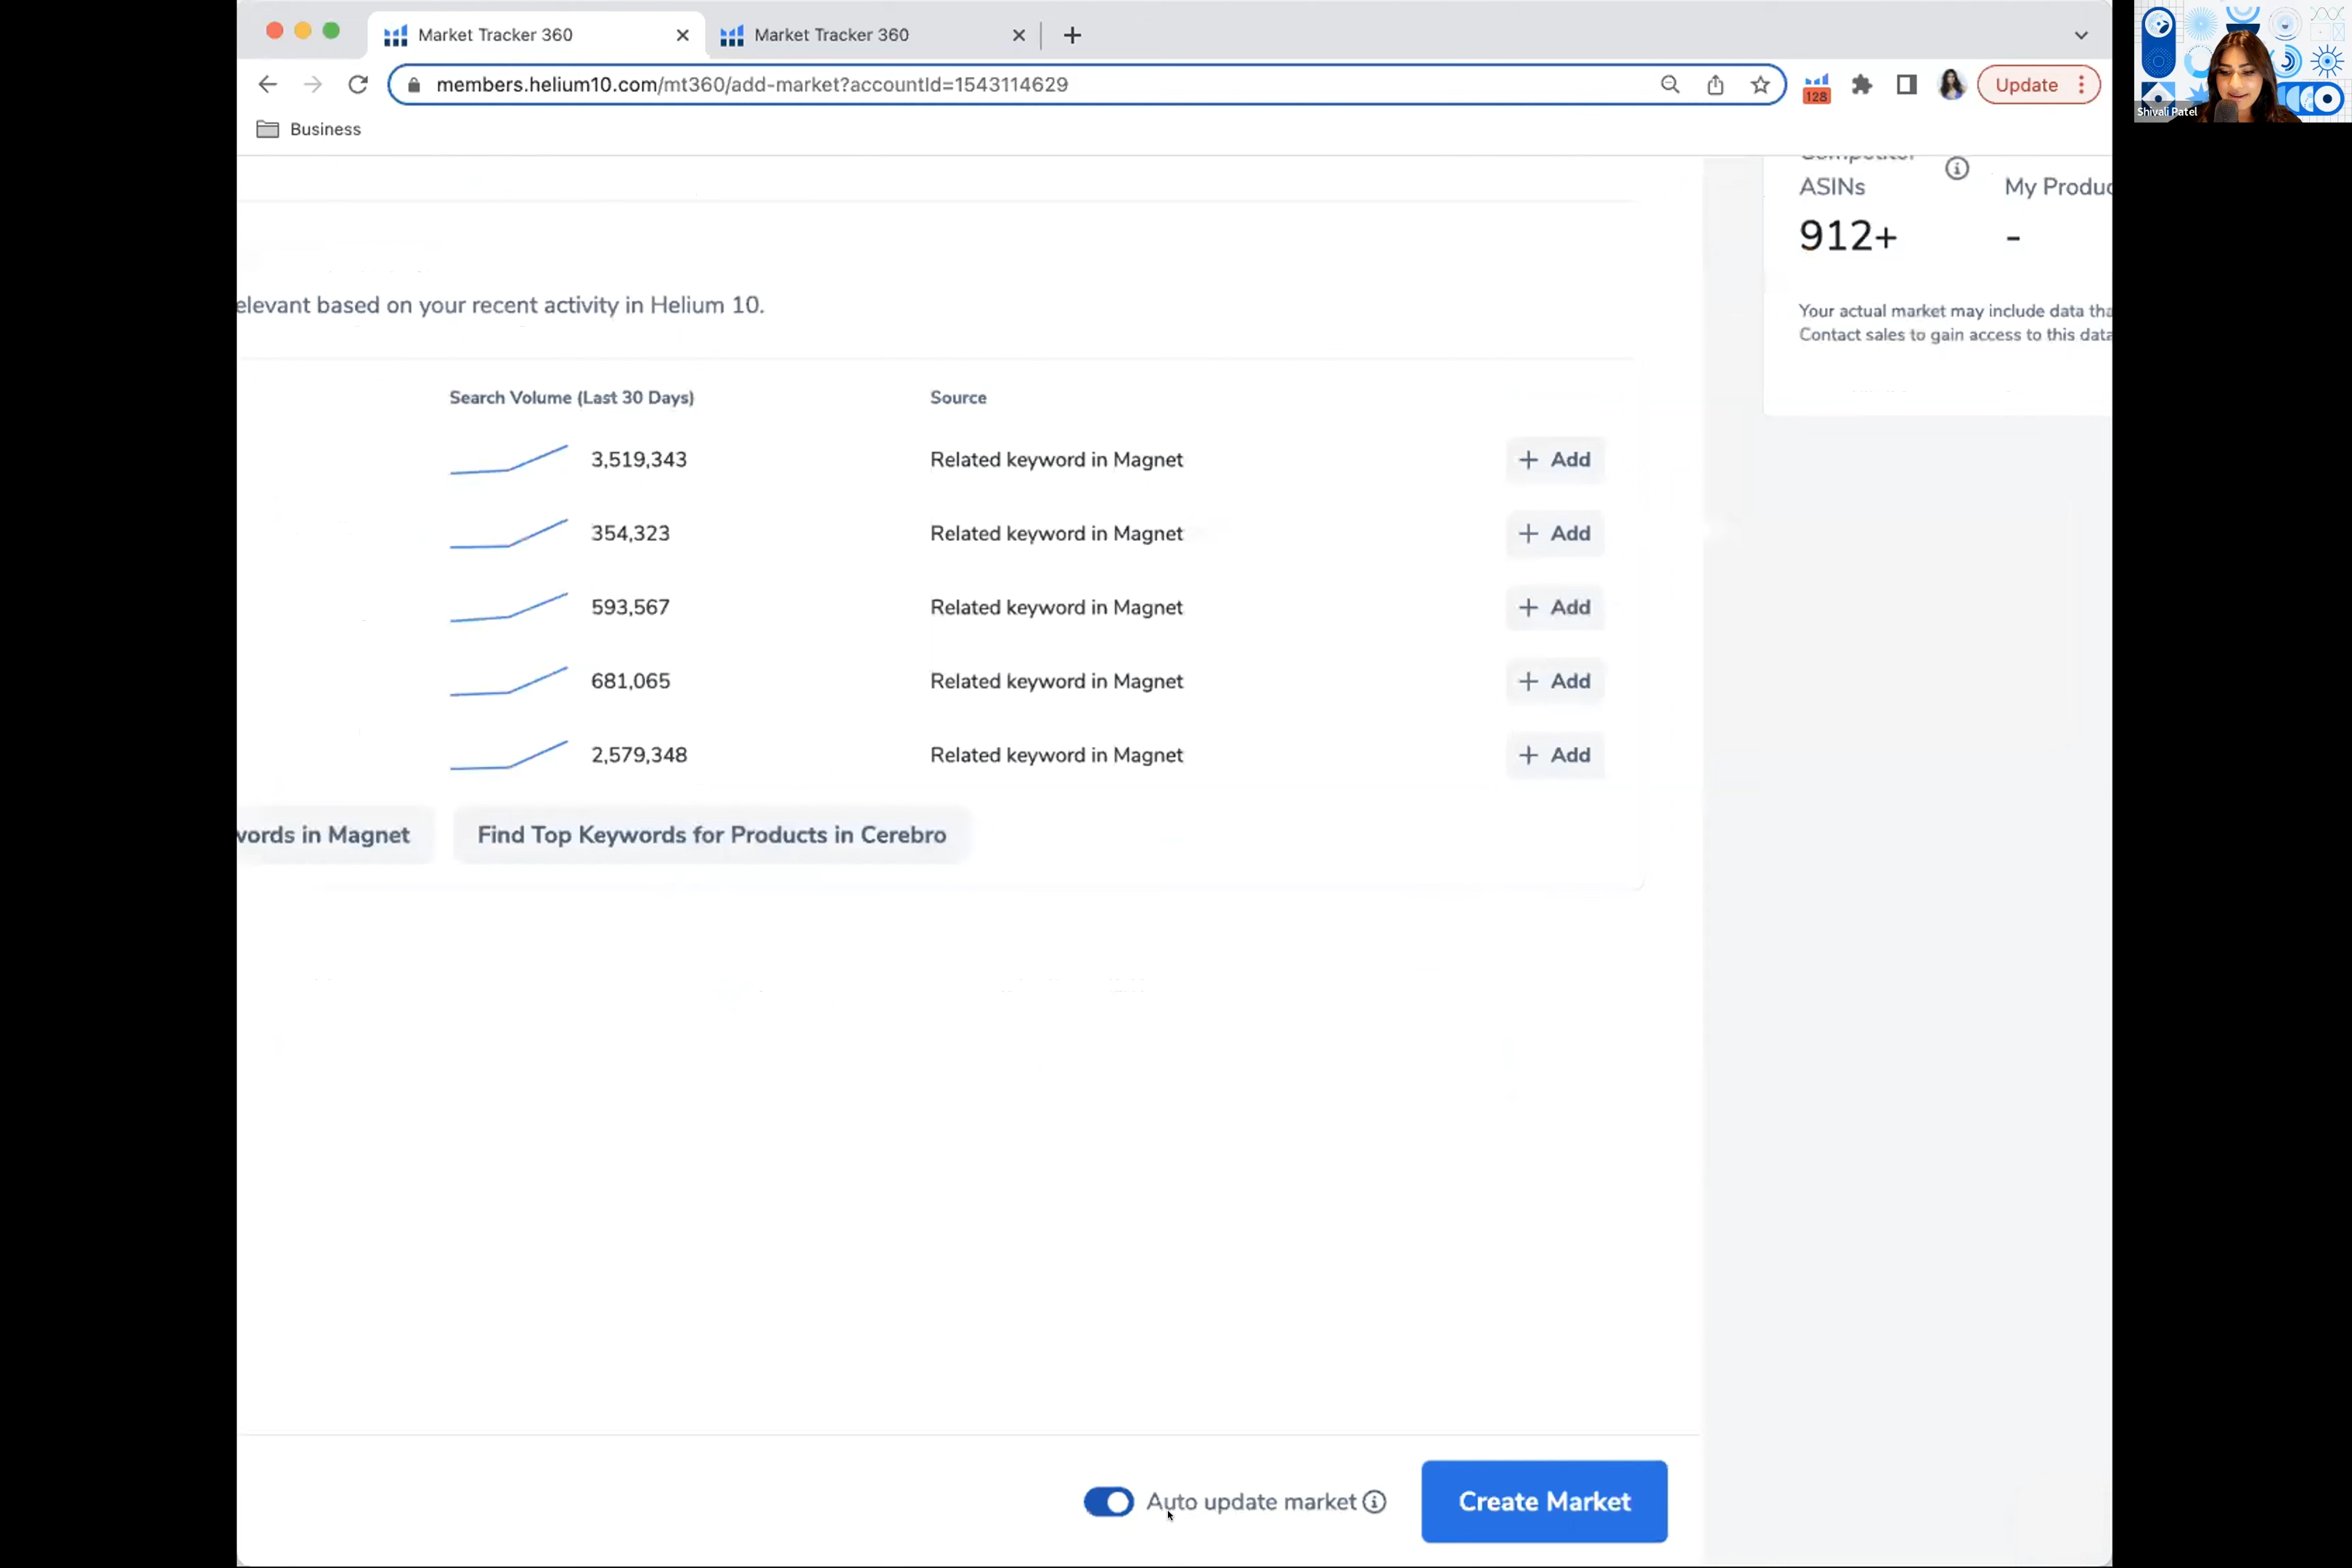 Market Tracker 360
Market Tracker 360
members.helium10.com/mt360/add-market?accountId=1543114629
128
Update
Business
Shivali Patel
ASINs
My Produc
912+
-
elevant based on your recent activity in Helium 10.
Your actual market may include data tha
Contact sales to gain access to this data
Search Volume (Last 30 Days)
Source
3,519,343
Related keyword in Magnet
+ Add
354,323
Related keyword in Magnet
+ Add
593,567
Related keyword in Magnet
+ Add
681,065
Related keyword in Magnet
+ Add
2,579,348
Related keyword in Magnet
+ Add
words in Magnet
Find Top Keywords for Products in Cerebro
Auto update market
Create Market